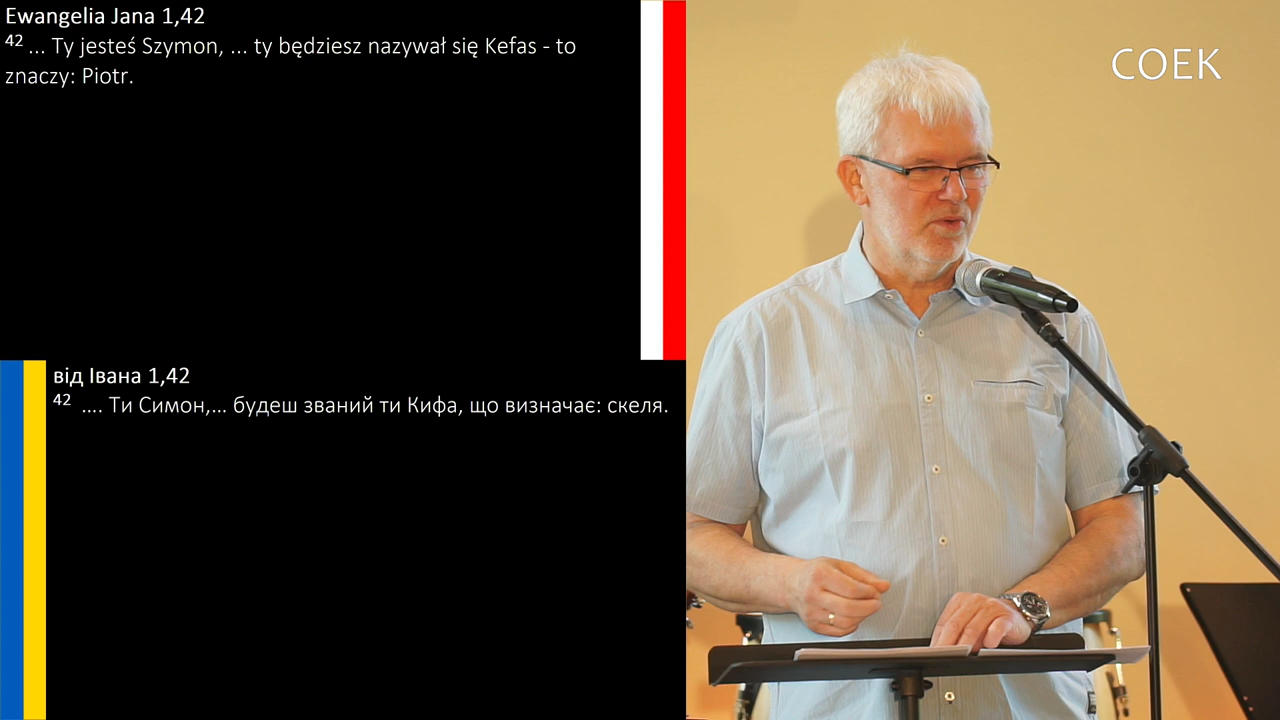 Ewangelia Jana 1,42
42 ... Ty jesteś Szymon, ... ty będziesz nazywał się Kefas - to
znaczy: Piotr.
COEK
від Івана 1,42
42 .... Ти Симон,... будеш званий ти Кифа, що визначає: скеля.